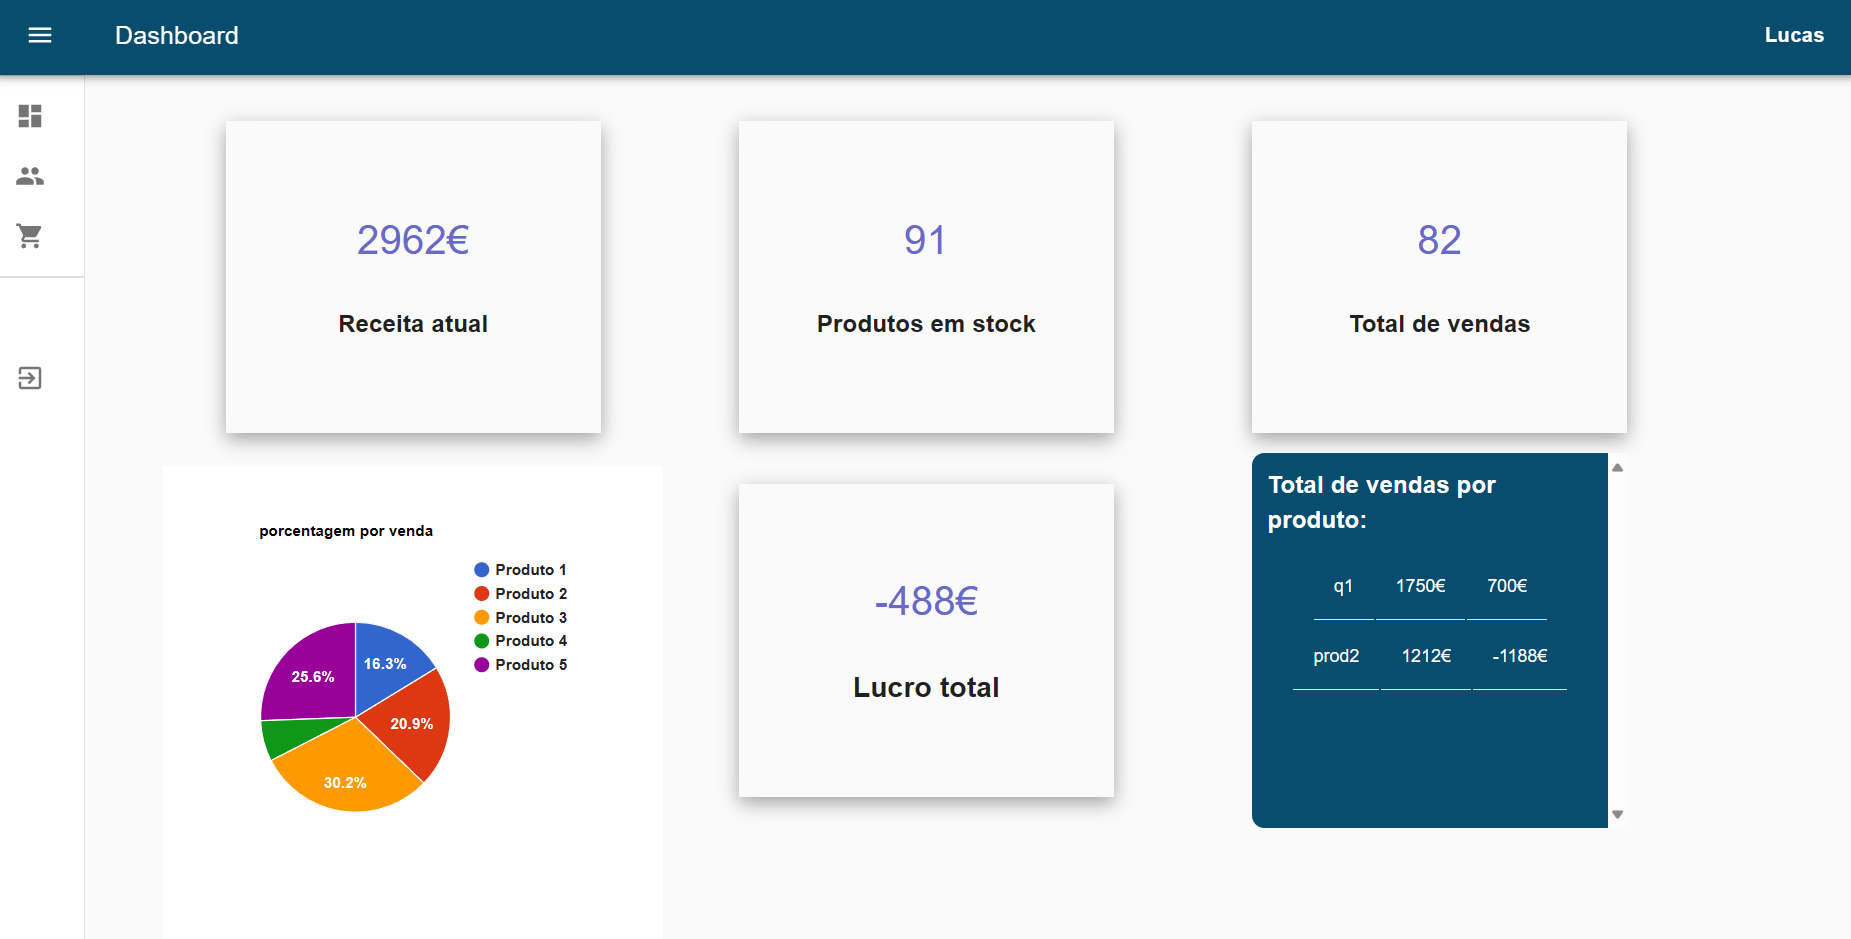 Dashboard
Lucas
2962€
Receita atual
91
Produtos em stock
82
Total de vendas
porcentagem por venda
Produto 1
Produto 2
Produto 3
Produto 4
Produto 5
16.3%
25.6%
20.9%
30.2%
-488€
Lucro total
Total de vendas por
produto:
q1 1750€ 700€
prod2 1212€ -1188€